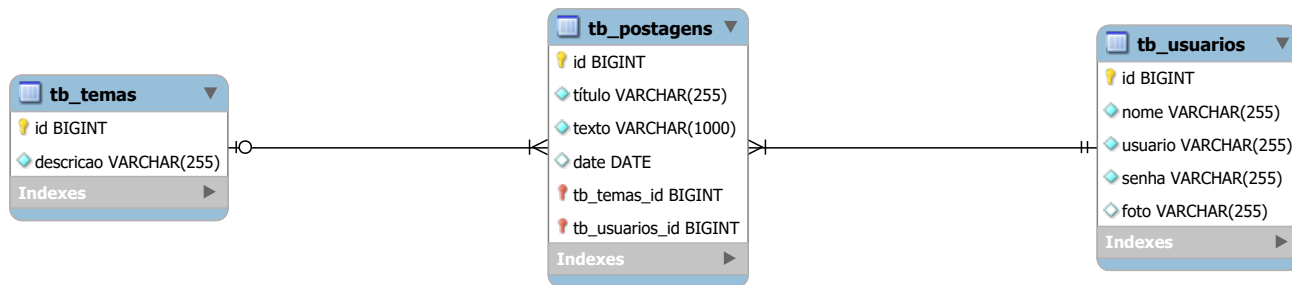 tb_temas
id BIGINT
descricao VARCHAR(255)
Indexes
tb_postagens
id BIGINT
título VARCHAR(255)
texto VARCHAR(1000)
date DATE
tb_temas_id BIGINT
tb_usuarios_id BIGINT
Indexes
tb_usuarios
id BIGINT
nome VARCHAR(255)
usuario VARCHAR(255)
senha VARCHAR(255)
foto VARCHAR(255)
Indexes